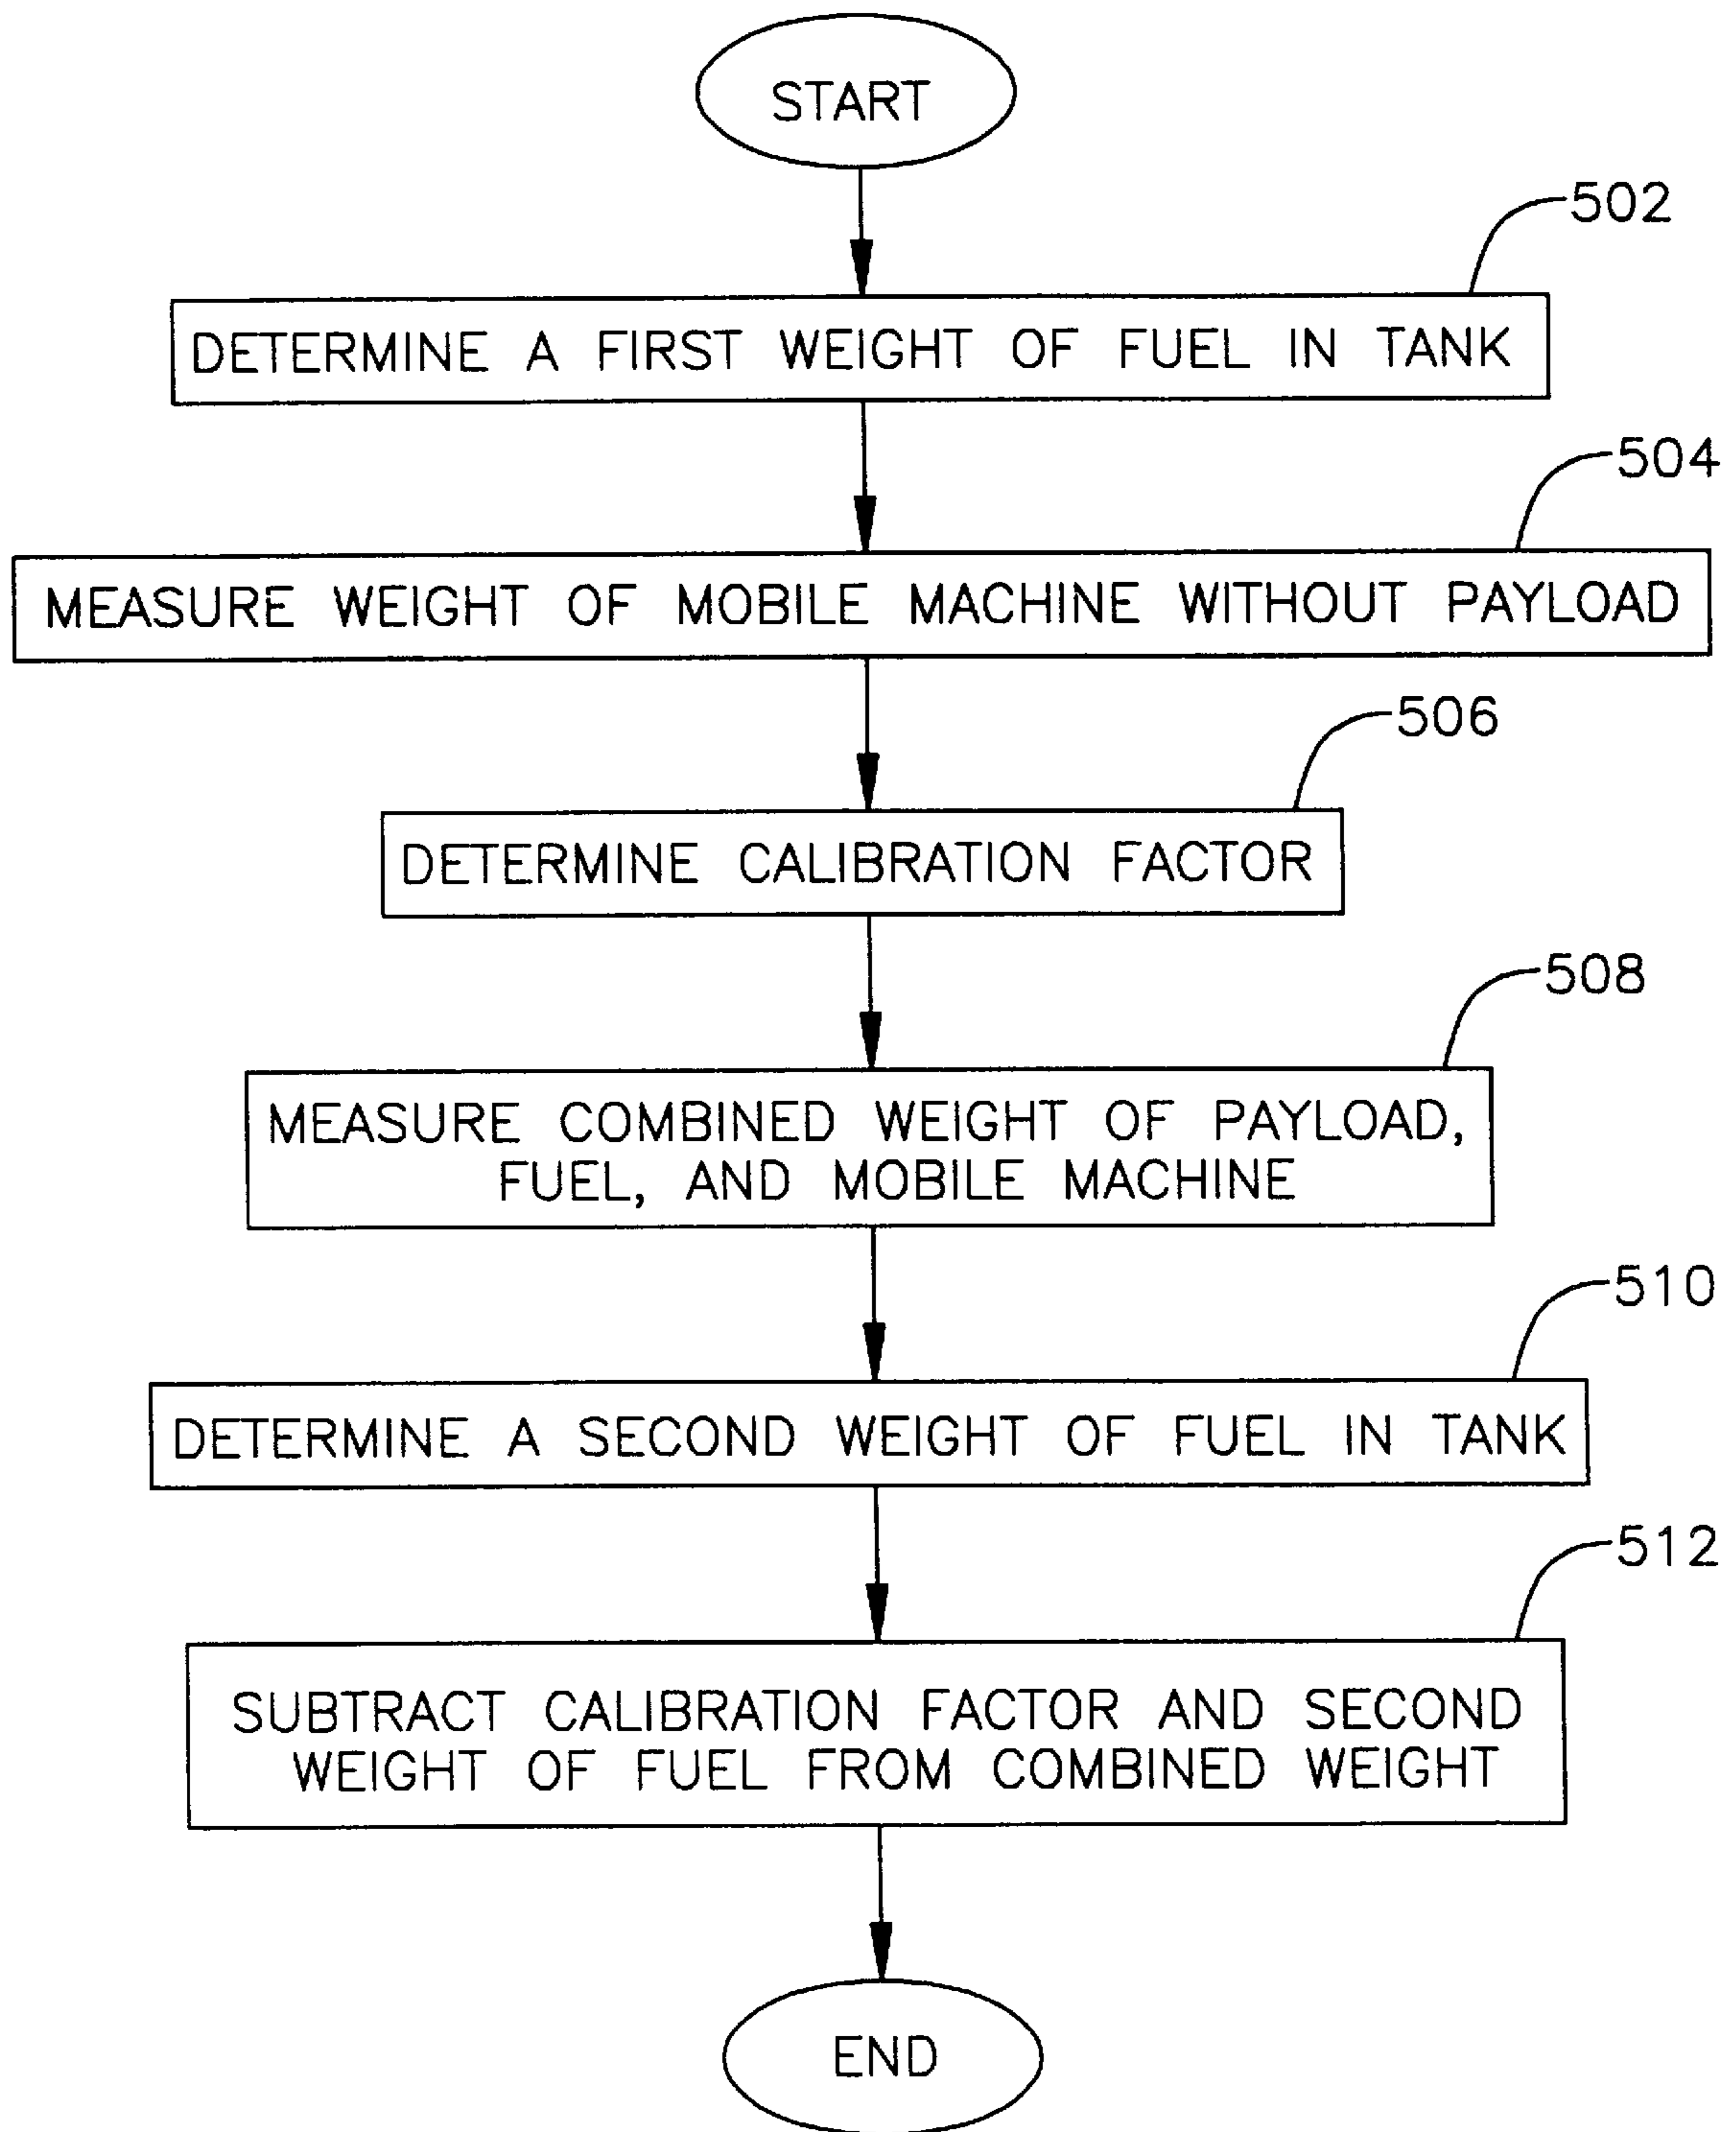 START
502
DETERMINE A FIRST WEIGHT OF FUEL IN TANK
504
MEASURE WEIGHT OF MOBILE MACHINE WITHOUT PAYLOAD
506
DETERMINE CALIBRATION FACTOR
508
MEASURE COMBINED WEIGHT OF PAYLOAD,
FUEL, AND MOBILE MACHINE
510
DETERMINE A SECOND WEIGHT OF FUEL IN TANK
512
SUBTRACT CALIBRATION FACTOR AND SECOND
WEIGHT OF FUEL FROM COMBINED WEIGHT
END